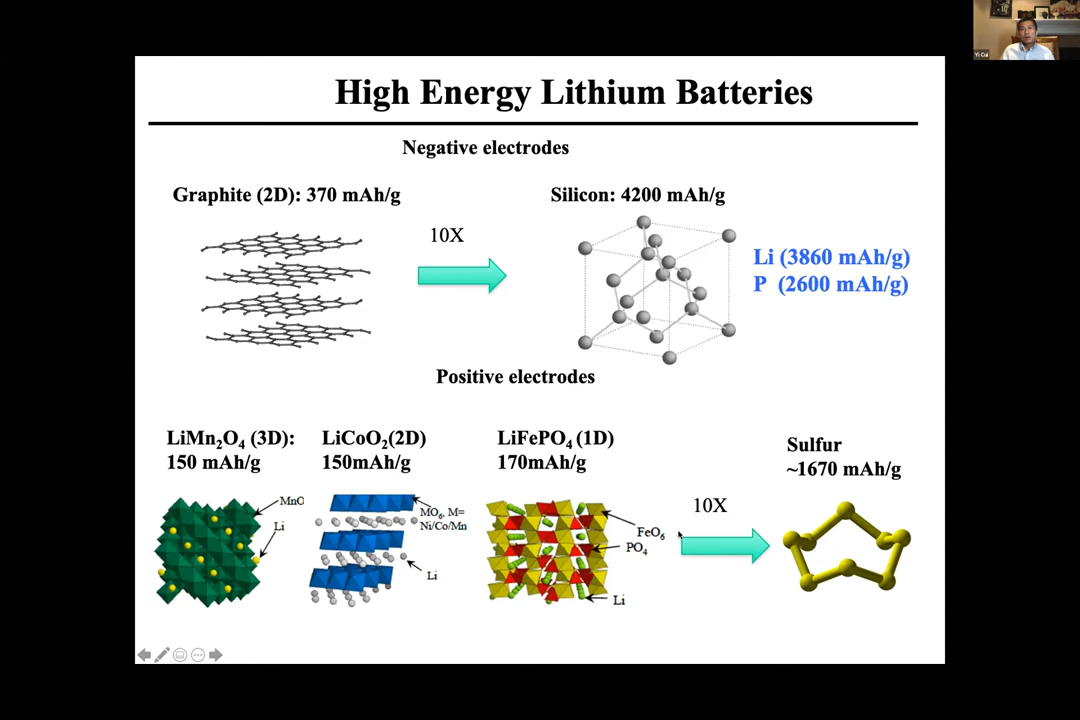 Yi Cui
High Energy Lithium Batteries
Negative electrodes
Graphite (2D): 370 mAh/g
Silicon: 4200 mAh/g
10X
Li (3860 mAh/g)
P (2600 mAh/g)
Positive electrodes
LiMn₂O₄ (3D):
150 mAh/g
LiCoO₂(2D)
150mAh/g
LiFePO₄ (1D)
170mAh/g
Sulfur
~1670 mAh/g
MnO
Li
MO₆, M=
Ni/Co/Mn
Li
FeO₆
PO₄
Li
10X